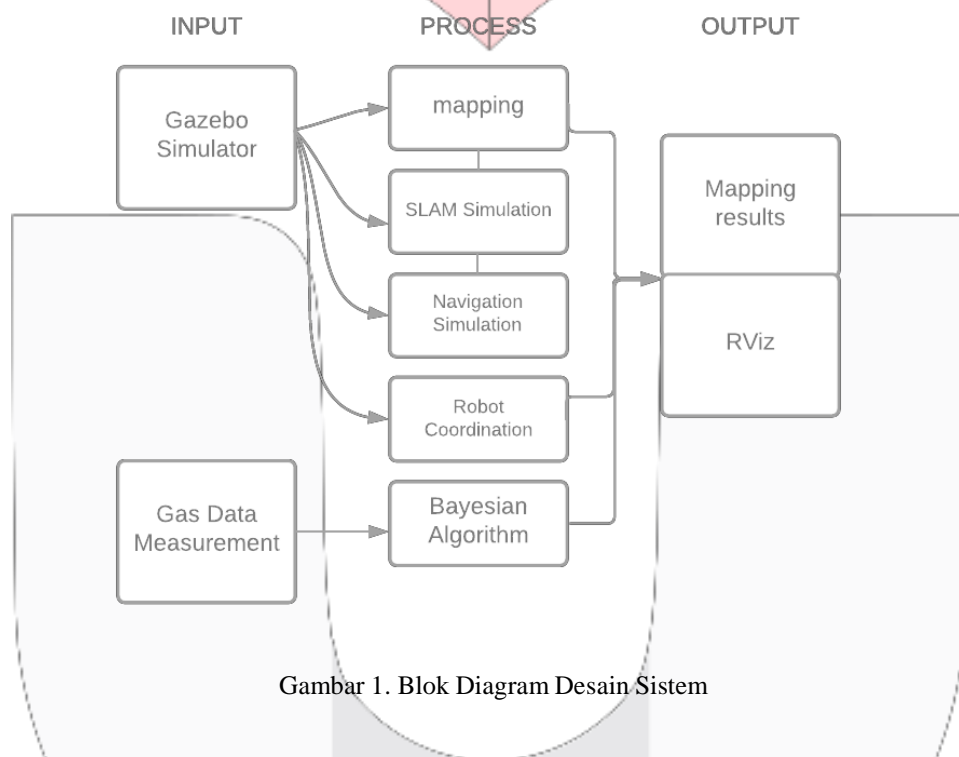 INPUT
PROCESS
OUTPUT
Gazebo
Simulator
mapping
SLAM Simulation
Navigation
Simulation
Robot
Coordination
Gas Data
Measurement
Bayesian
Algorithm
Mapping
results
RViz
Gambar 1. Blok Diagram Desain Sistem